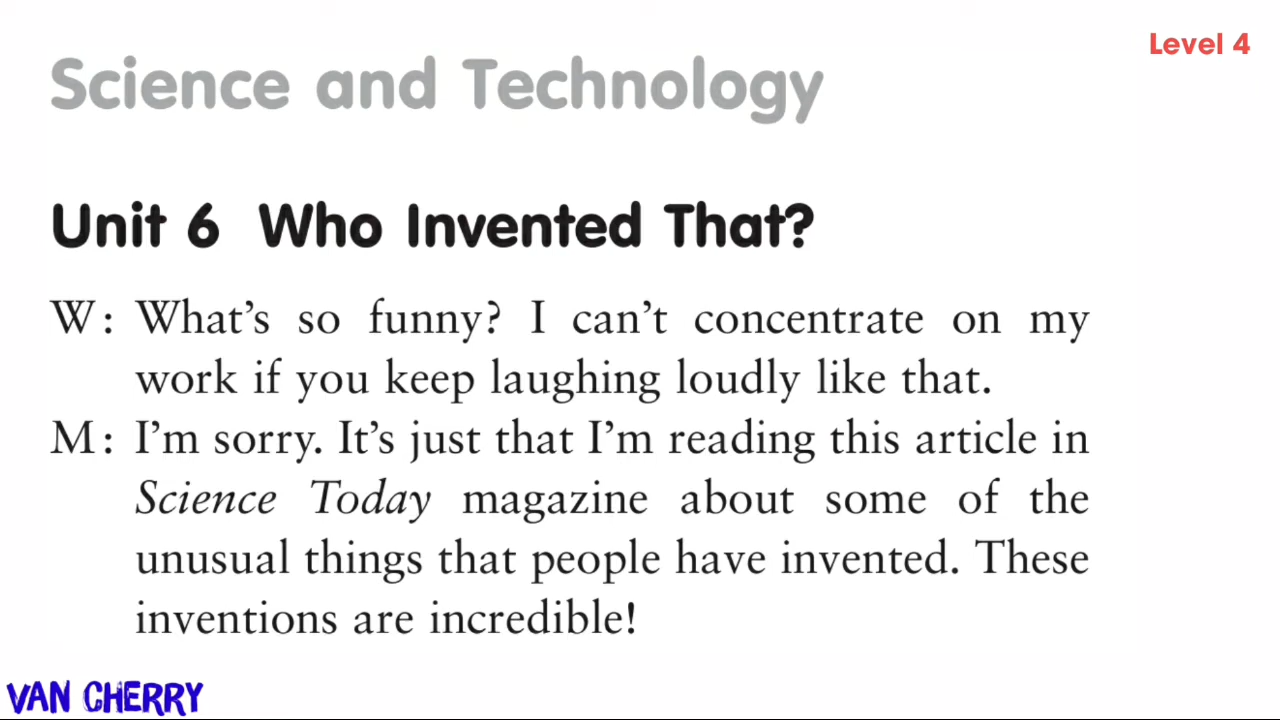 Level 4
Science and Technology
Unit 6 Who Invented That?
W: What's so funny? I can't concentrate on my
work if you keep laughing loudly like that.
M: I'm sorry. It's just that I'm reading this article in
Science Today magazine about some of the
unusual things that people have invented. These
inventions are incredible!
VAN CHERRY